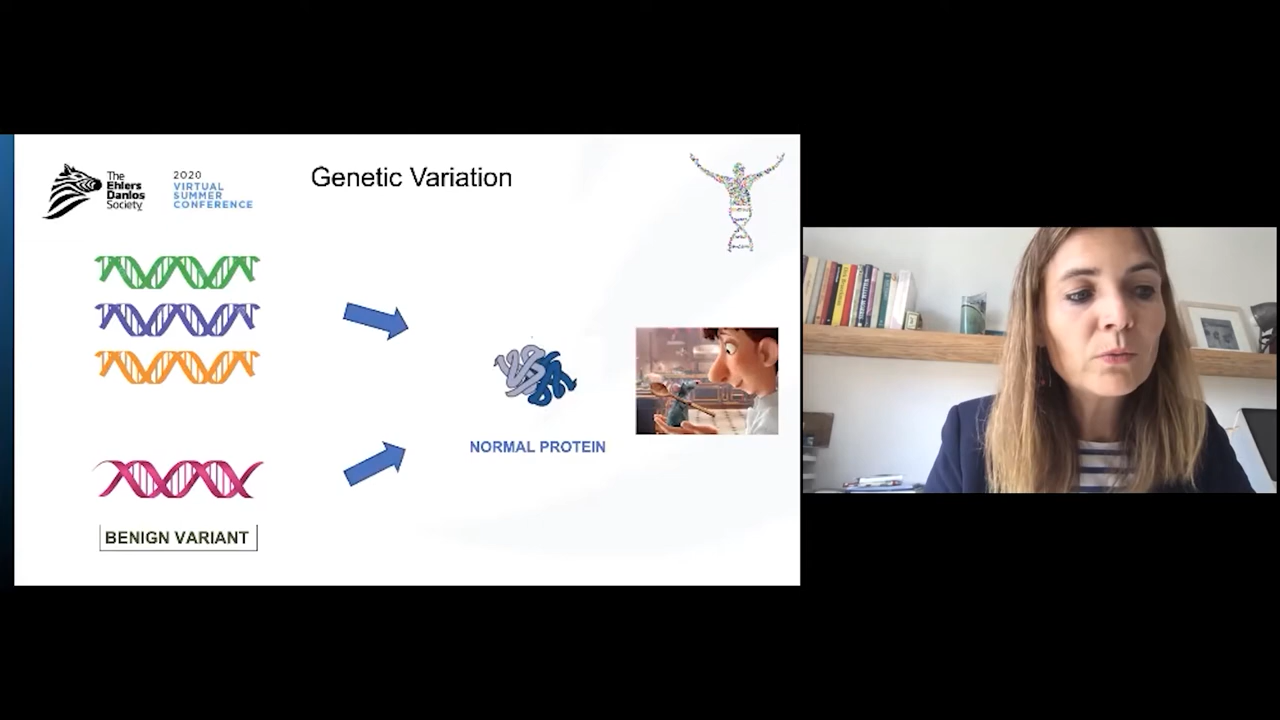 The
Ehlers
Danlos
Society
2020
VIRTUAL
SUMMER
CONFERENCE
Genetic Variation
NORMAL PROTEIN
BENIGN VARIANT